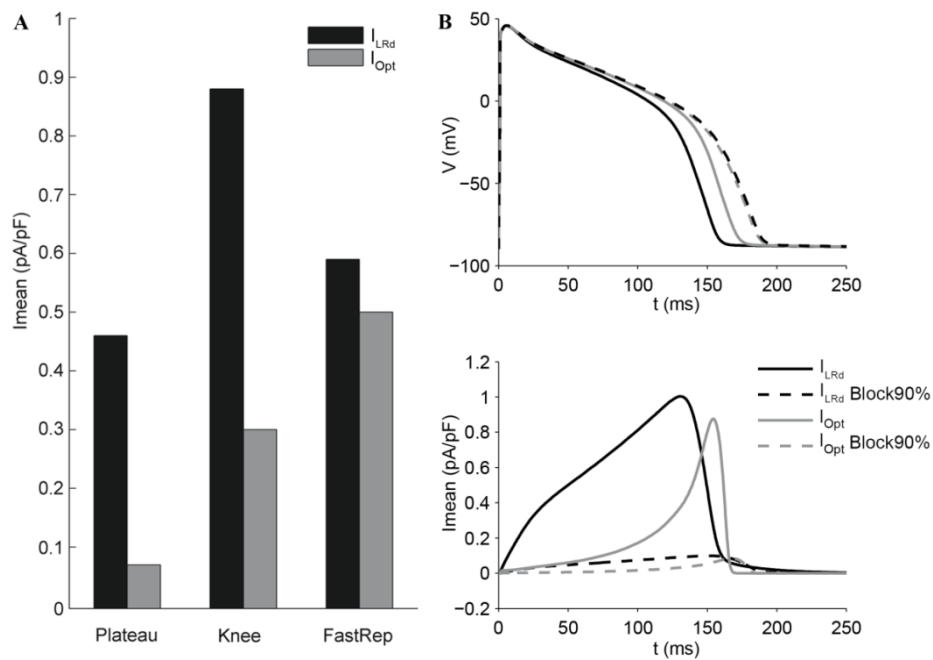 A
1
0.9
0.8
0.7
0.6
0.5
0.4
0.3
0.2
0.1
0
Imean (pA/pF)
I_LRd
I_Opt
Plateau Knee FastRep
B
50
0
−50
−100
V (mV)
0 50 100 150 200 250
t (ms)
1.2
1
0.8
0.6
0.4
0.2
0
−0.2
Imean (pA/pF)
I_LRd
I_LRd Block90%
I_Opt
I_Opt Block90%
0 50 100 150 200 250
t (ms)